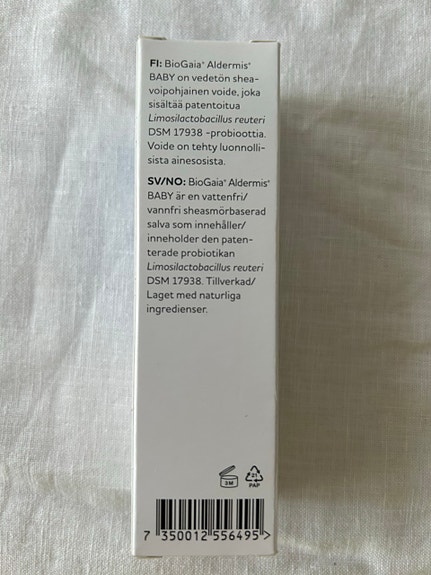 FI: BioGaia® Aldermis®
BABY on vedetön shea-
voipohjainen voide, joka
sisältää patentoitua
Limosilactobacillus reuteri
DSM 17938 -probioottia.
Voide on tehty luonnolli-
sista ainesosista.
SV/NO: BioGaia® Aldermis®
BABY är en vattenfri/
vannfri sheasmörbaserad
salva som innehåller/
inneholder den paten-
terade probiotikan
Limosilactobacillus reuteri
DSM 17938. Tillverkad/
Laget med naturliga
ingredienser.
3M
21
PAP
7 350012 556495 >